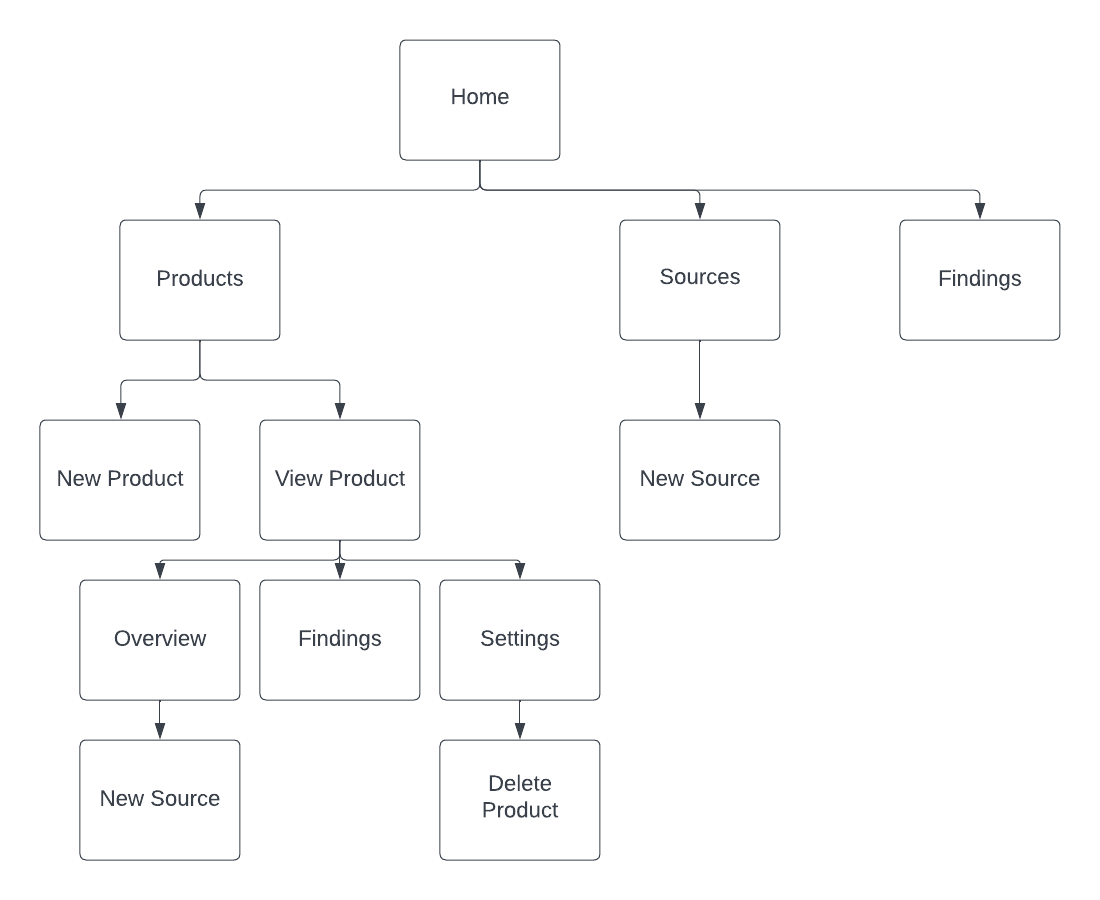 Home
Products
Sources
Findings
New Product
View Product
New Source
Overview
Findings
Settings
New Source
Delete
Product